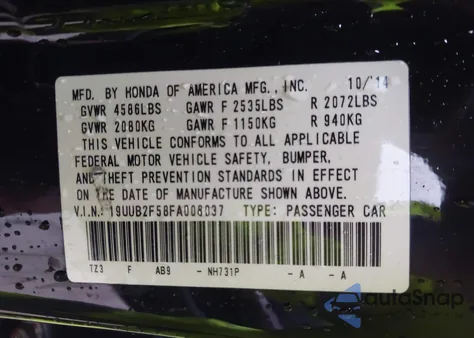 MFD. BY HONDA OF AMERICA MFG., INC. 10/'14
GVWR 4586LBS GAWR F 2535LBS R 2072LBS
GVWR 2080KG GAWR F 1150KG R 940KG
THIS VEHICLE CONFORMS TO ALL APPLICABLE
FEDERAL MOTOR VEHICLE SAFETY, BUMPER,
AND THEFT PREVENTION STANDARDS IN EFFECT
ON THE DATE OF MANUFACTURE SHOWN ABOVE.
V.I.N.: 19UUB2F58FA008037 TYPE: PASSENGER CAR
TZ3 F AB9 - NH731P - A - A
autoSnap